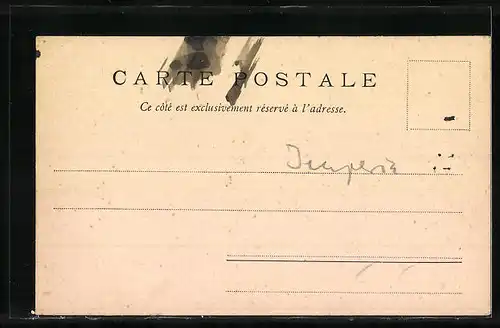 CARTE POSTALE
Ce côté est exclusivement réservé à l'adresse.